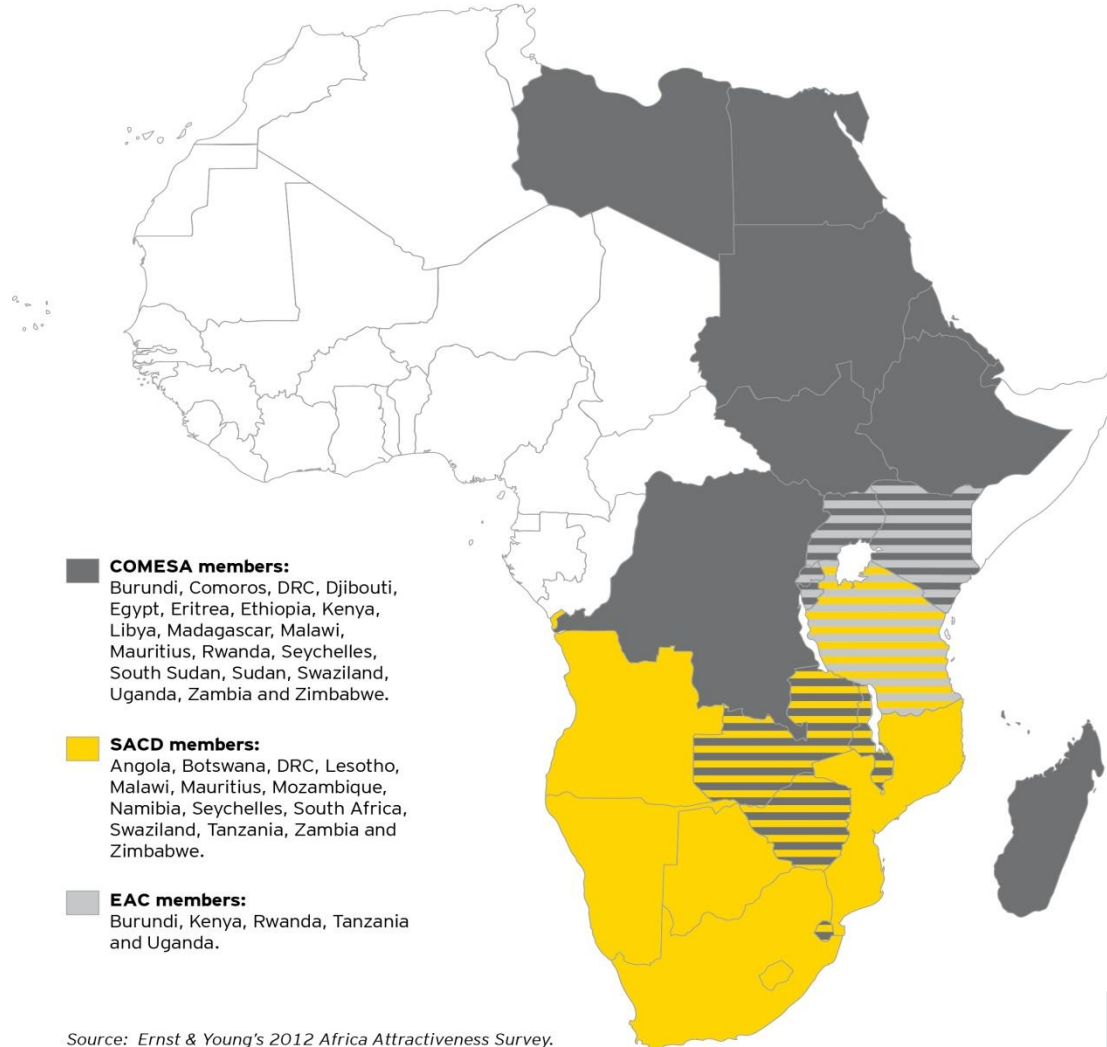 COMESA members:
Burundi, Comoros, DRC, Djibouti,
Egypt, Eritrea, Ethiopia, Kenya,
Libya, Madagascar, Malawi,
Mauritius, Rwanda, Seychelles,
South Sudan, Sudan, Swaziland,
Uganda, Zambia and Zimbabwe.
SACD members:
Angola, Botswana, DRC, Lesotho,
Malawi, Mauritius, Mozambique,
Namibia, Seychelles, South Africa,
Swaziland, Tanzania, Zambia and
Zimbabwe.
EAC members:
Burundi, Kenya, Rwanda, Tanzania
and Uganda.
Source: Ernst & Young's 2012 Africa Attractiveness Survey.